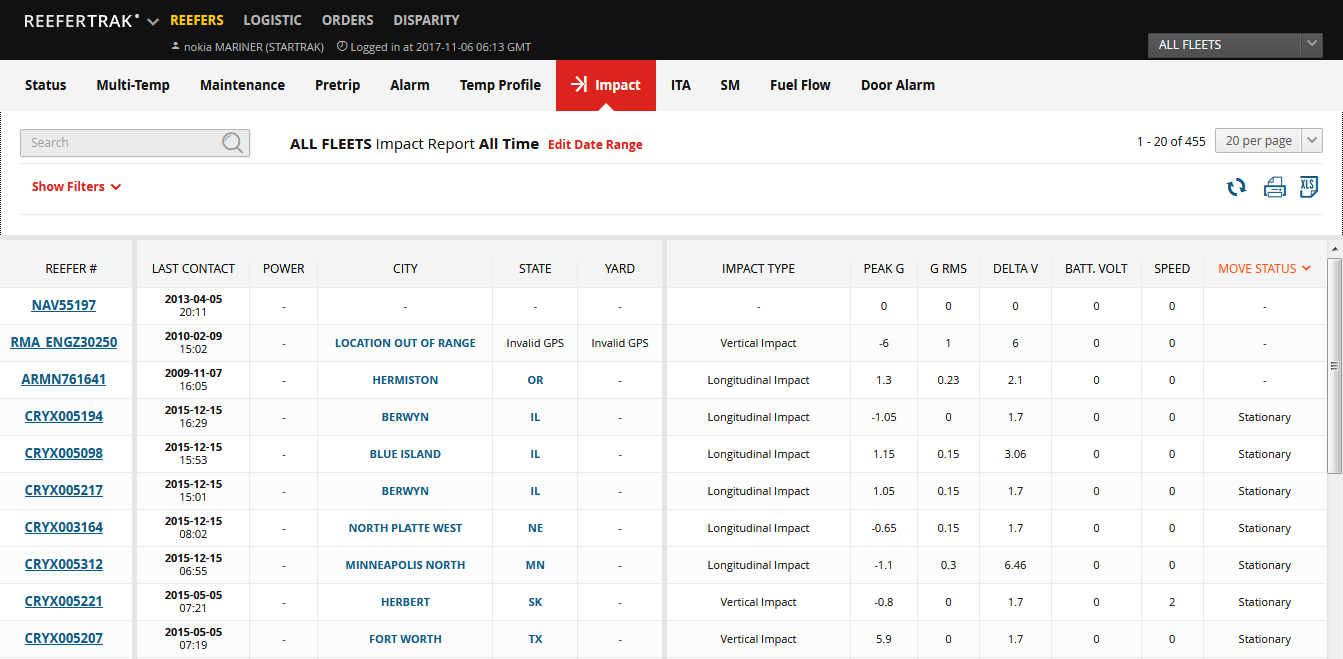 REEFERTRAK REEFERS LOGISTIC ORDERS DISPARITY
nokia MARINER (STARTRAK) Logged in at 2017-11-06 06:13 GMT
ALL FLEETS
Status Multi-Temp Maintenance Pretrip Alarm Temp Profile Impact ITA SM Fuel Flow Door Alarm
Search
ALL FLEETS Impact Report All Time Edit Date Range
1 - 20 of 455 20 per page
Show Filters
XLS
REEFER # LAST CONTACT POWER CITY STATE YARD IMPACT TYPE PEAK G G RMS DELTA V BATT. VOLT SPEED MOVE STATUS
NAV55197 2013-04-05 - - - - - 0 0 0 0 0 -
20:11
RMA_ENGZ30250 2010-02-09 - LOCATION OUT OF RANGE Invalid GPS Invalid GPS Vertical Impact -6 1 6 0 0 -
15:02
ARMN761641 2009-11-07 - HERMISTON OR - Longitudinal Impact 1.3 0.23 2.1 0 0 -
16:05
CRYX005194 2015-12-15 - BERWYN IL - Longitudinal Impact -1.05 0 1.7 0 0 Stationary
16:29
CRYX005098 2015-12-15 - BLUE ISLAND IL - Longitudinal Impact 1.15 0.15 3.06 0 0 Stationary
15:53
CRYX005217 2015-12-15 - BERWYN IL - Longitudinal Impact 1.05 0.15 1.7 0 0 Stationary
15:01
CRYX003164 2015-12-15 - NORTH PLATTE WEST NE - Longitudinal Impact -0.65 0.15 1.7 0 0 Stationary
08:02
CRYX005312 2015-12-15 - MINNEAPOLIS NORTH MN - Longitudinal Impact -1.1 0.3 6.46 0 0 Stationary
06:55
CRYX005221 2015-05-05 - HERBERT SK - Vertical Impact -0.8 0 1.7 0 2 Stationary
07:21
CRYX005207 2015-05-05 - FORT WORTH TX - Vertical Impact 5.9 0 1.7 0 0 Stationary
07:19